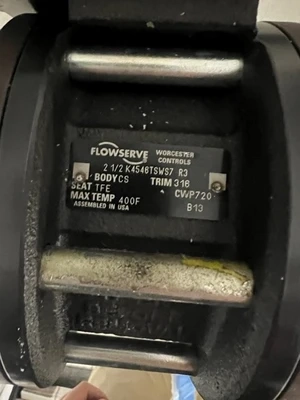 FLOWSERVE WORCESTER CONTROLS
2 1/2 K4546TSWS7 R3
BODY CS TRIM 316
SEAT TFE CWP720
MAX TEMP 400F B13
ASSEMBLED IN USA